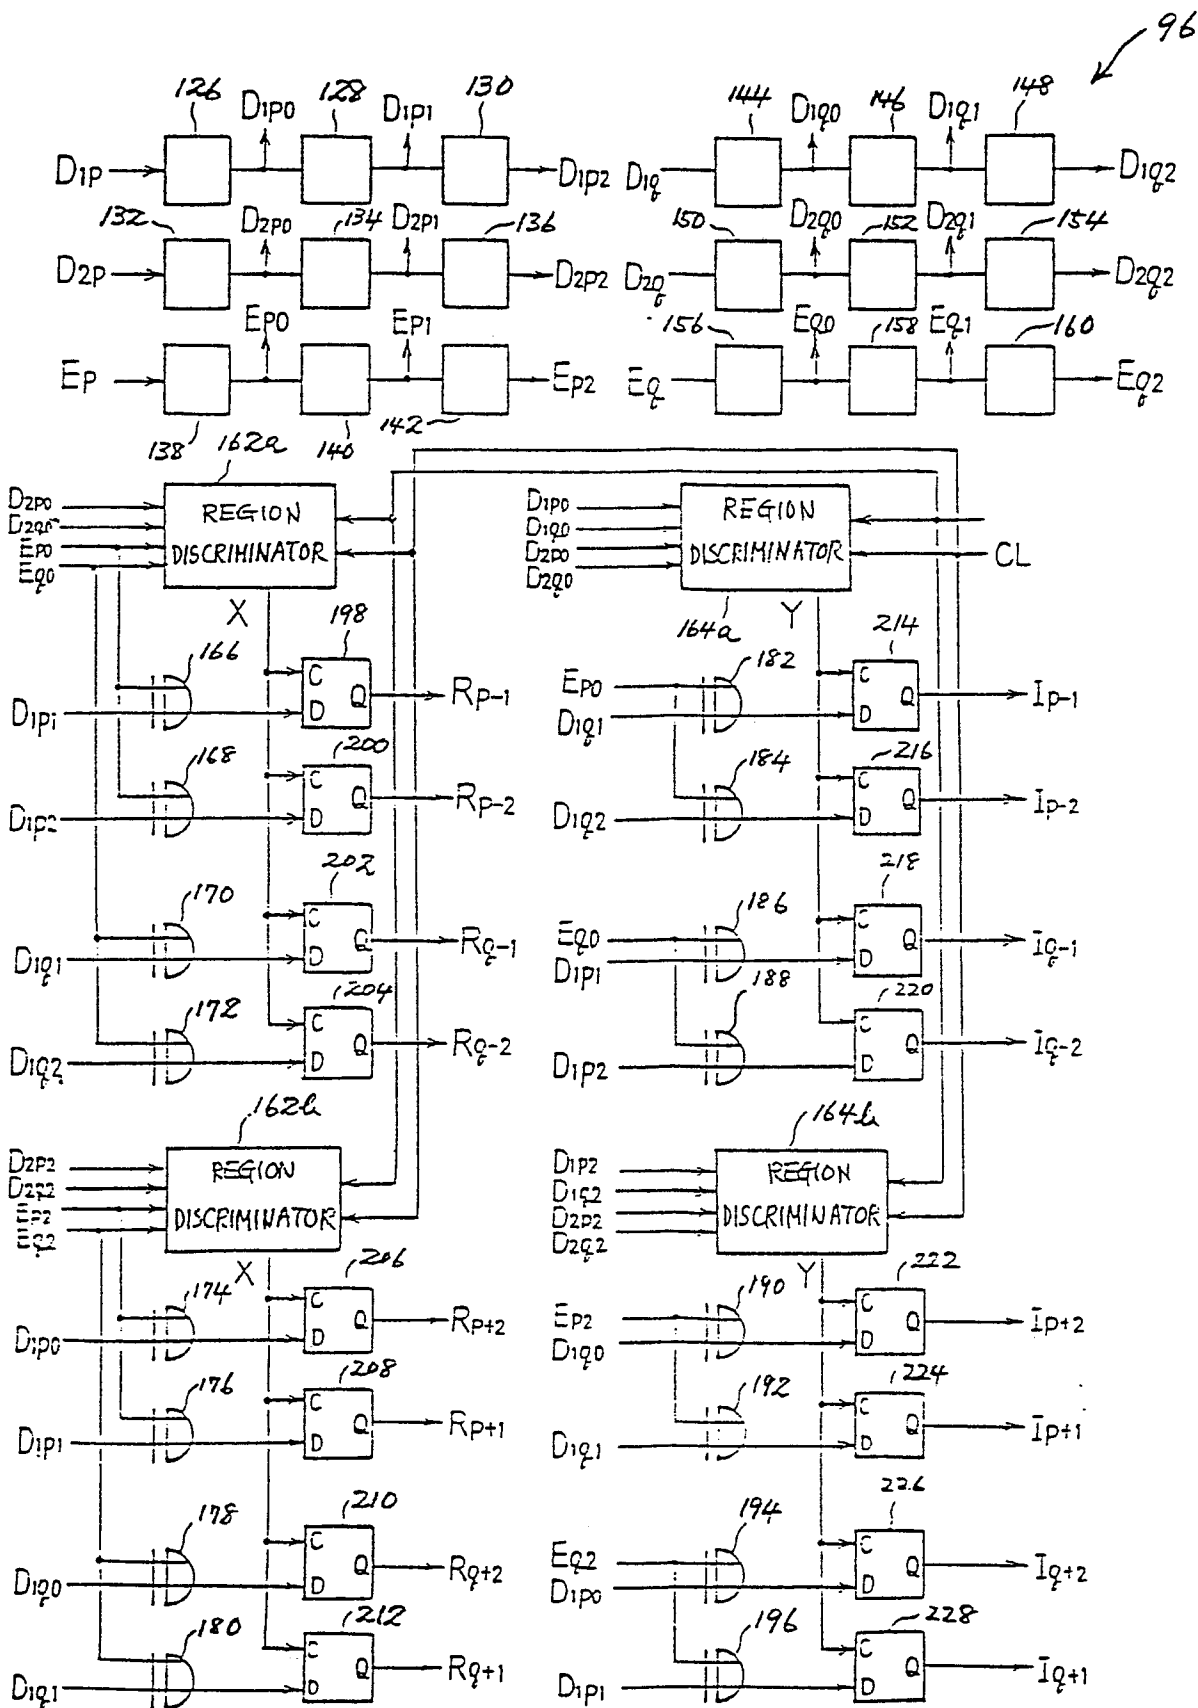 96
126 D1P0 128 D1P1 130 144 D1q0 146 D1q1 148
D1P D1P2 D1q D1q2
132 D2P0 134 D2P1 136 150 D2q0 152 D2q1 154
D2P D2P2 D2q D2q2
EP0 EP1 156 Eq0 158 Eq1 160
EP EP2 Eq Eq2
138 140 142
162a
D2P0 REGION D1P0 REGION
D2q0 D1q0
EP0 DISCRIMINATOR D2P0 DISCRIMINATOR CL
Eq0 D2q0
X 198 164a Y 214
166 C 182 C
D1P1 D Q RP-1 EP0 D Q IP-1
D1q1
168 200 184 216
C C
D1P2 D Q RP-2 D1q2 D Q IP-2
170 202 186 218
C Eq0 C
D1q1 D Q Rq-1 D1P1 D Q Iq-1
172 204 188 220
C C
D1q2 D Q Rq-2 D1P2 D Q Iq-2
162b 164b
D2P2 REGION D1P2 REGION
D2P2 D1q2
EP2 DISCRIMINATOR D2P2 DISCRIMINATOR
Eq2 D2q2
X 206 Y 222
174 C 190 C
D1P0 D Q RP+2 EP2 D Q IP+2
D1q0
176 208 192 224
C C
D1P1 D Q RP+1 D1q1 D Q IP+1
178 210 194 226
C Eq2 C
D1q0 D Q Rq+2 D1P0 D Q Iq+2
180 212 196 228
C C
D1q1 D Q Rq+1 D1P1 D Q Iq+1